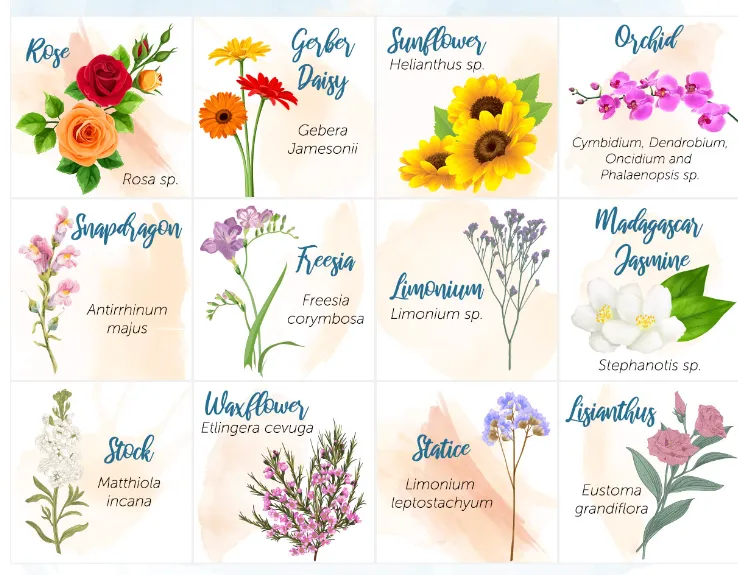 Rose
Rosa sp.
Gerber
Daisy
Gebera
Jamesonii
Sunflower
Helianthus sp.
Orchid
Cymbidium, Dendrobium,
Oncidium and
Phalaenopsis sp.
Snapdragon
Antirrhinum
majus
Freesia
Freesia
corymbosa
Limonium
Limonium sp.
Madagascar
Jasmine
Stephanotis sp.
Stock
Matthiola
incana
Waxflower
Etlingera cevuga
Statice
Limonium
leptostachyum
Lisianthus
Eustoma
grandiflora